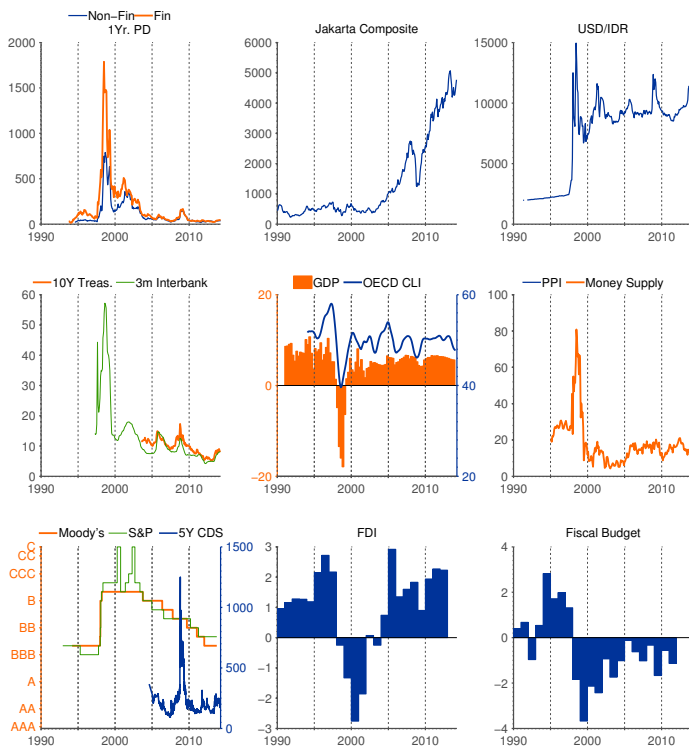 Non−Fin Fin
1Yr. PD
2000
1500
1000
500
0
1990 2000 2010
Jakarta Composite
6000
5000
4000
3000
2000
1000
0
1990 2000 2010
USD/IDR
15000
10000
5000
0
1990 2000 2010
10Y Treas. 3m Interbank
60
50
40
30
20
10
0
1990 2000 2010
GDP OECD CLI
20
0
−20
60
40
20
1990 2000 2010
PPI Money Supply
100
80
60
40
20
0
1990 2000 2010
Moody's S&P 5Y CDS
C
CC
CCC
B
BB
BBB
A
AA
AAA
1500
1000
500
0
1990 2000 2010
FDI
3
2
1
0
−1
−2
−3
1990 2000 2010
Fiscal Budget
4
2
0
−2
−4
1990 2000 2010